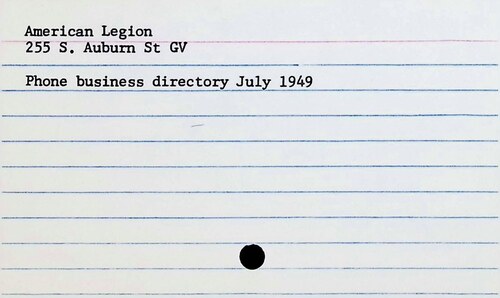 American Legion
255 S. Auburn St GV
Phone business directory July 1949